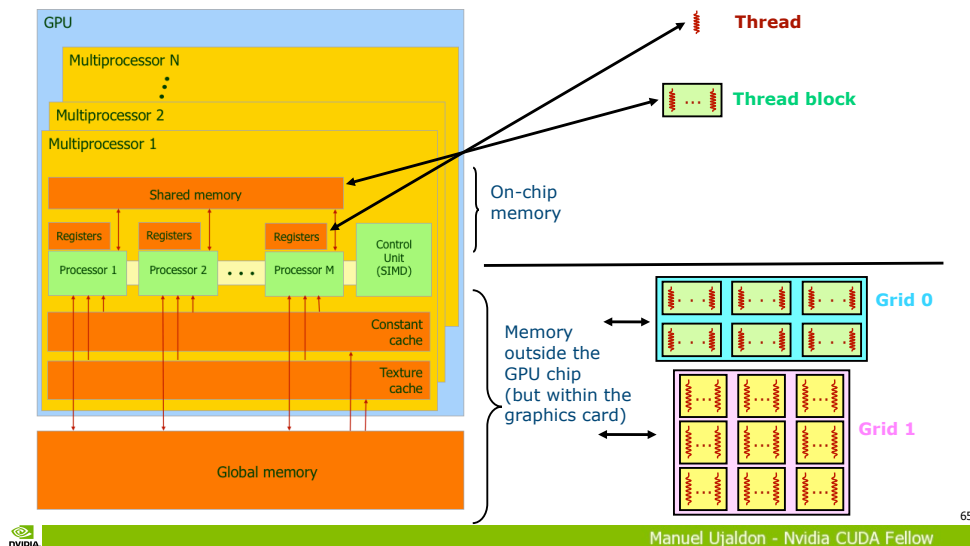 GPU
Multiprocessor N
Multiprocessor 2
Multiprocessor 1
Shared memory
Registers
Registers
Registers
Processor 1
Processor 2
Processor M
Control
Unit
(SIMD)
Constant
cache
Texture
cache
Global memory
Thread
Thread block
On-chip
memory
Memory
outside the
GPU chip
(but within the
graphics card)
Grid 0
Grid 1
65
NVIDIA
Manuel Ujaldon - Nvidia CUDA Fellow